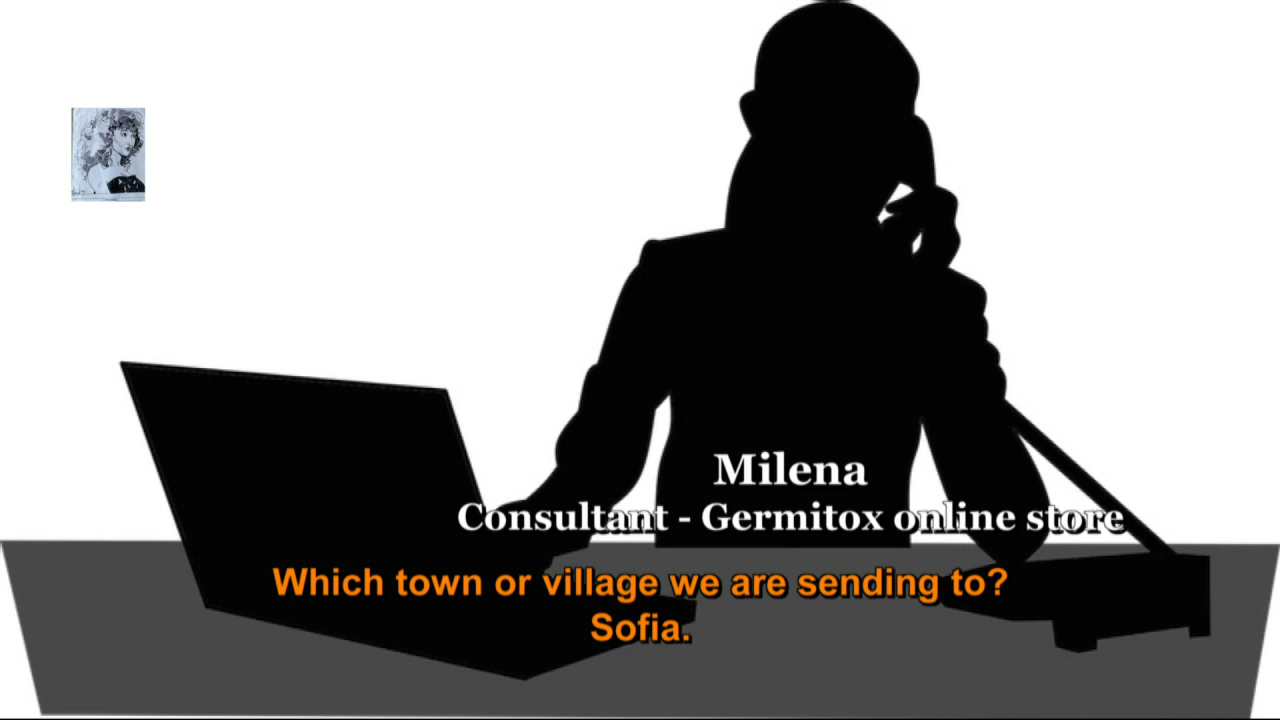 Milena
Consultant - Germitox online store
Which town or village we are sending to?
Sofia.